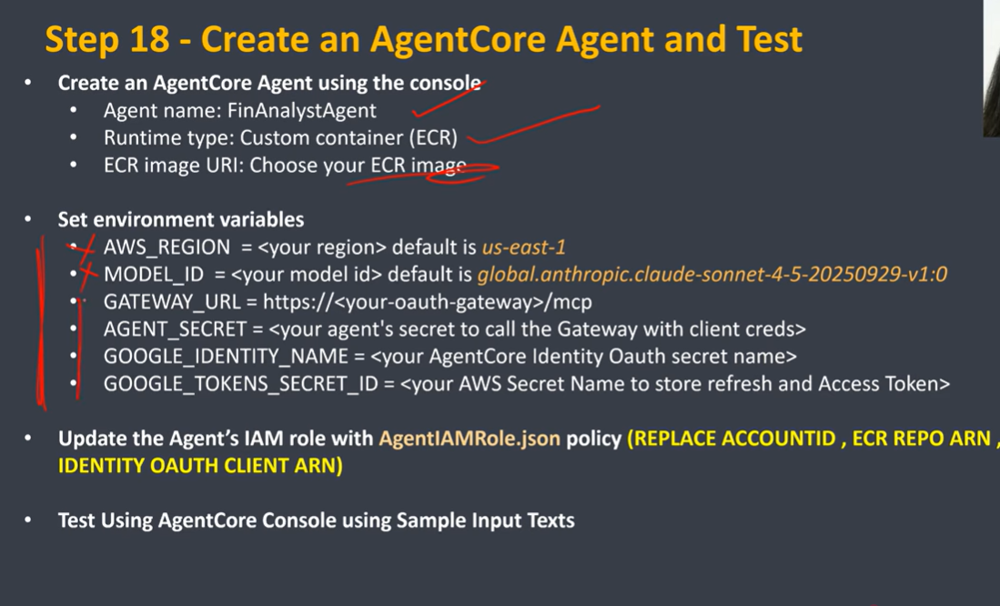 Step 18 - Create an AgentCore Agent and Test
• Create an AgentCore Agent using the console
• Agent name: FinAnalystAgent
• Runtime type: Custom container (ECR)
• ECR image URI: Choose your ECR image
• Set environment variables
• AWS_REGION = <your region> default is us-east-1
• MODEL_ID = <your model id> default is global.anthropic.claude-sonnet-4-5-20250929-v1:0
• GATEWAY_URL = https://<your-oauth-gateway>/mcp
• AGENT_SECRET = <your agent's secret to call the Gateway with client creds>
• GOOGLE_IDENTITY_NAME = <your AgentCore Identity Oauth secret name>
• GOOGLE_TOKENS_SECRET_ID = <your AWS Secret Name to store refresh and Access Token>
• Update the Agent’s IAM role with AgentIAMRole.json policy (REPLACE ACCOUNTID , ECR REPO ARN ,
IDENTITY OAUTH CLIENT ARN)
• Test Using AgentCore Console using Sample Input Texts